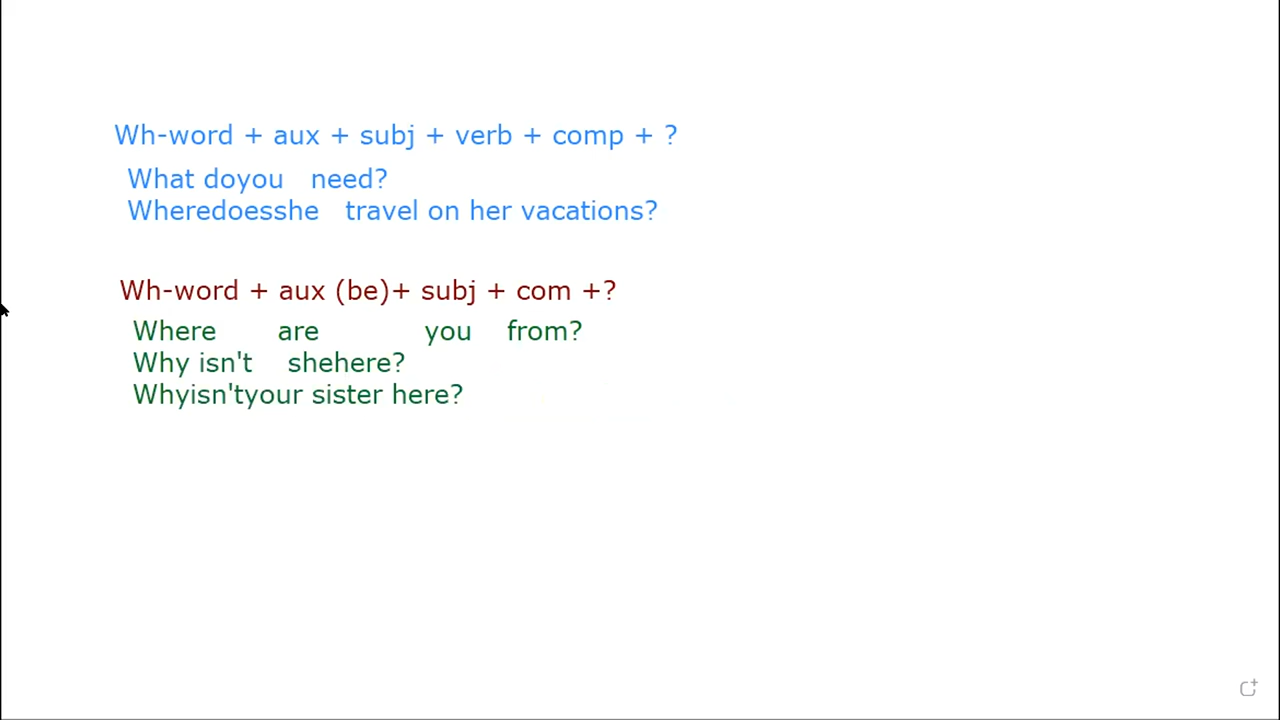 Wh-word + aux + subj + verb + comp + ?
What doyou need?
Wheredoesshe travel on her vacations?
Wh-word + aux (be)+ subj + com +?
Where are you from?
Why isn't shehere?
Whyisn'tyour sister here?